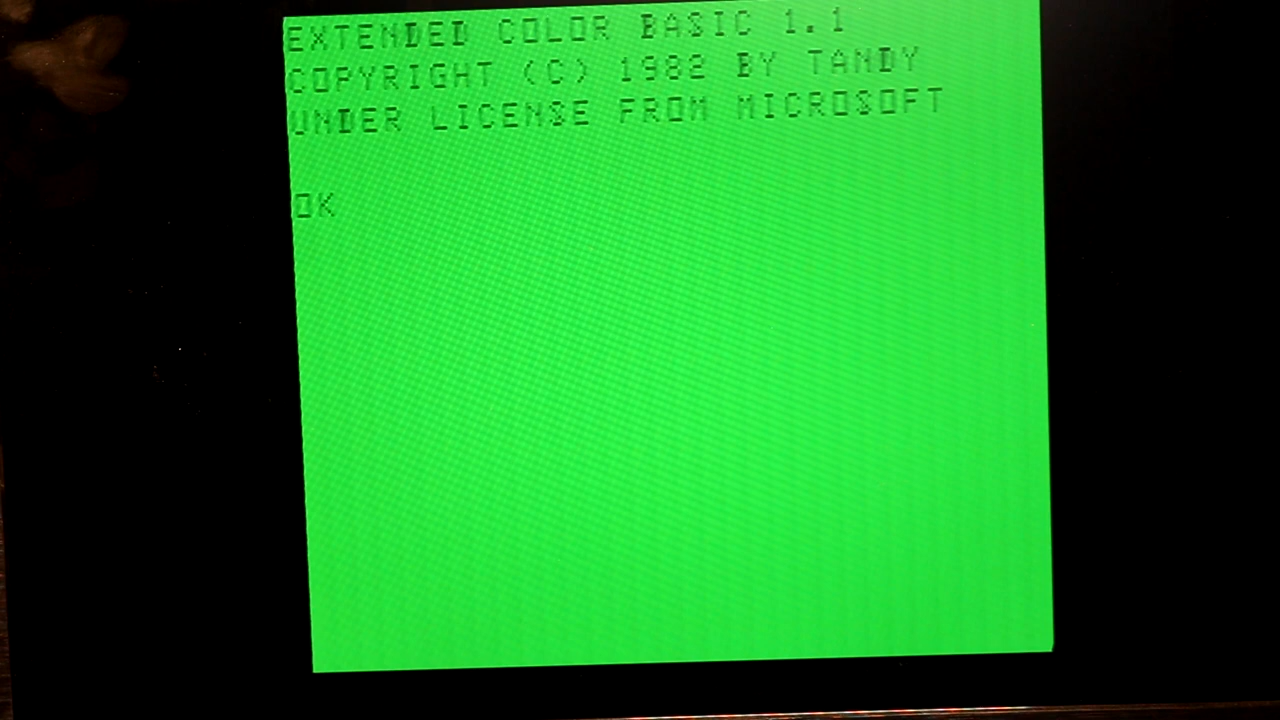 EXTENDED COLOR BASIC 1.1
COPYRIGHT (C) 1982 BY TANDY
UNDER LICENSE FROM MICROSOFT
OK